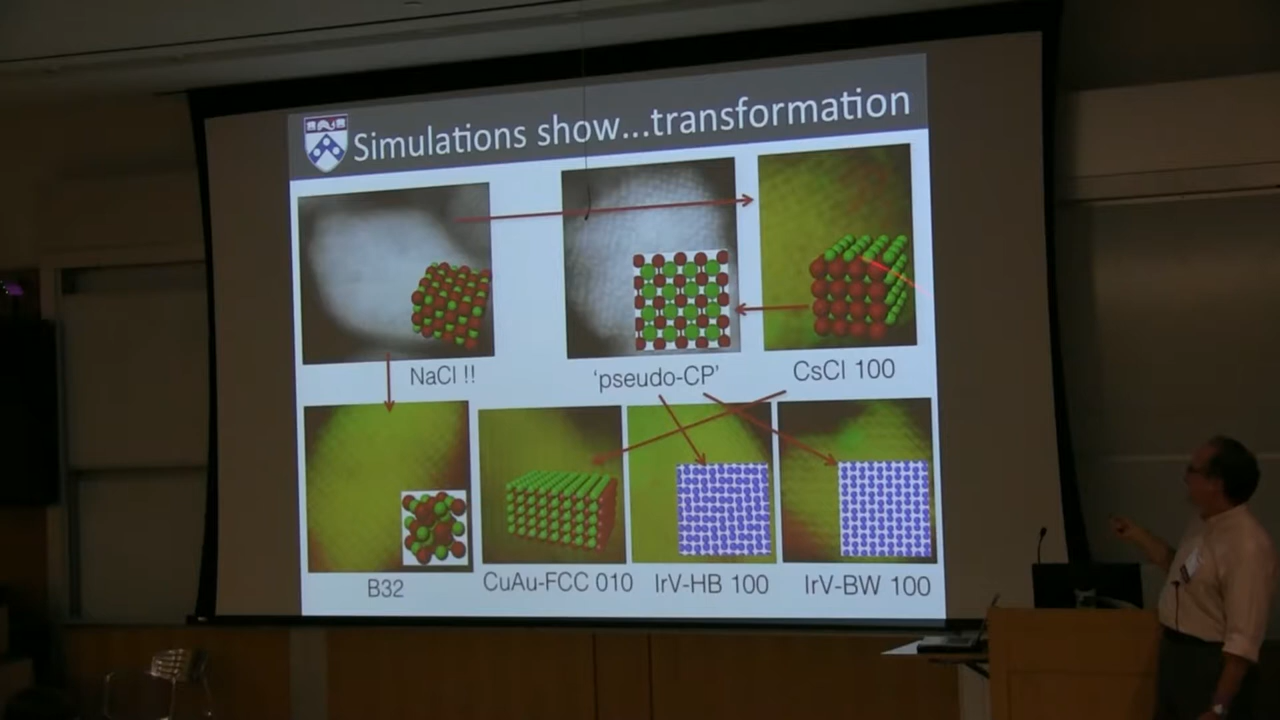 Simulations show...transformation
NaCl !!
'pseudo-CP'
CsCl 100
B32
CuAu-FCC 010
IrV-HB 100
IrV-BW 100